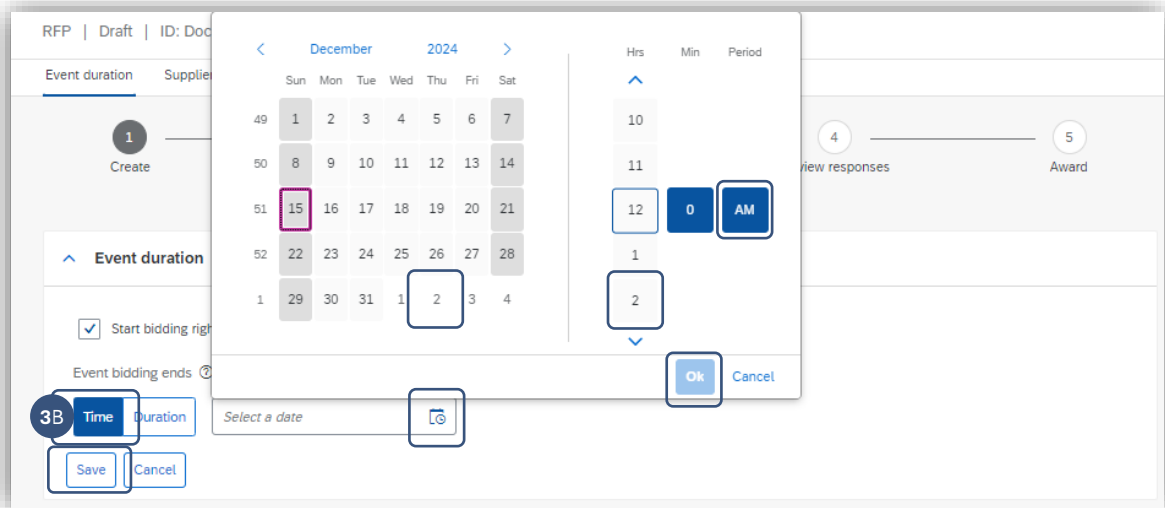 RFP | Draft | ID: Doc
Event duration Supplier
1 Create
4 view responses
5 Award
December 2024
Sun Mon Tue Wed Thu Fri Sat
49 1 2 3 4 5 6 7
50 8 9 10 11 12 13 14
51 15 16 17 18 19 20 21
52 22 23 24 25 26 27 28
1 29 30 31 1 2 3 4
Hrs Min Period
10
11
12 0 AM
1
2
Ok Cancel
Event duration
Start bidding righ
Event bidding ends
3B Time Duration Select a date
Save Cancel